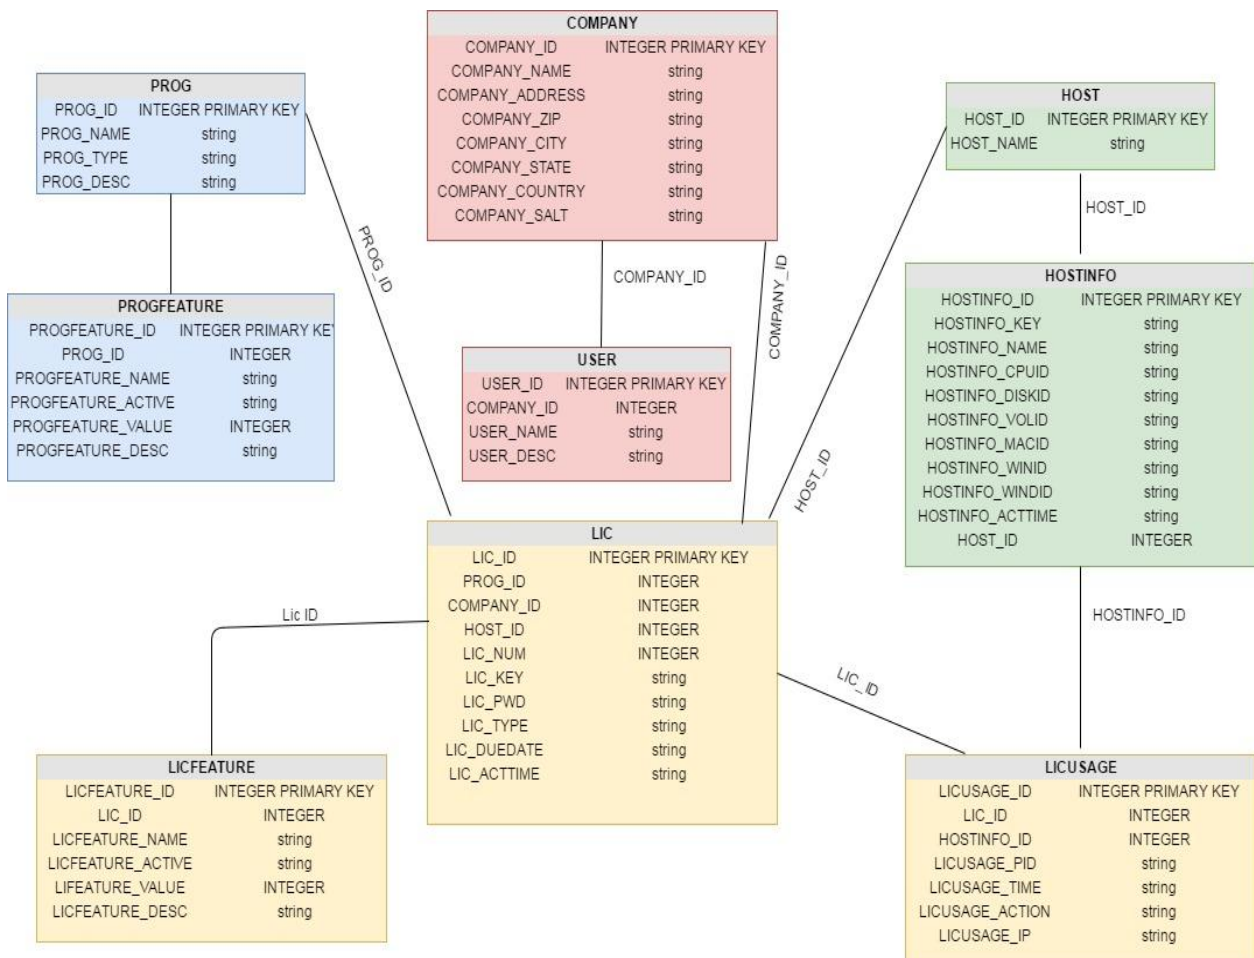 COMPANY
COMPANY_ID INTEGER PRIMARY KEY
COMPANY_NAME string
COMPANY_ADDRESS string
COMPANY_ZIP string
COMPANY_CITY string
COMPANY_STATE string
COMPANY_COUNTRY string
COMPANY_SALT string
PROG
PROG_ID INTEGER PRIMARY KEY
PROG_NAME string
PROG_TYPE string
PROG_DESC string
HOST
HOST_ID INTEGER PRIMARY KEY
HOST_NAME string
PROG_ID
COMPANY_ID
COMPANY_ID
HOST_ID
HOST_ID
PROGFEATURE
PROGFEATURE_ID INTEGER PRIMARY KEY
PROG_ID INTEGER
PROGFEATURE_NAME string
PROGFEATURE_ACTIVE string
PROGFEATURE_VALUE INTEGER
PROGFEATURE_DESC string
USER
USER_ID INTEGER PRIMARY KEY
COMPANY_ID INTEGER
USER_NAME string
USER_DESC string
HOSTINFO
HOSTINFO_ID INTEGER PRIMARY KEY
HOSTINFO_KEY string
HOSTINFO_NAME string
HOSTINFO_CPUID string
HOSTINFO_DISKID string
HOSTINFO_VOLID string
HOSTINFO_MACID string
HOSTINFO_WINID string
HOSTINFO_WINDID string
HOSTINFO_ACTTIME string
HOST_ID INTEGER
LIC
LIC_ID INTEGER PRIMARY KEY
PROG_ID INTEGER
COMPANY_ID INTEGER
HOST_ID INTEGER
LIC_NUM INTEGER
LIC_KEY string
LIC_PWD string
LIC_TYPE string
LIC_DUEDATE string
LIC_ACTTIME string
Lic ID
HOSTINFO_ID
LIC_ID
LICFEATURE
LICFEATURE_ID INTEGER PRIMARY KEY
LIC_ID INTEGER
LICFEATURE_NAME string
LICFEATURE_ACTIVE string
LIFEATURE_VALUE INTEGER
LICFEATURE_DESC string
LICUSAGE
LICUSAGE_ID INTEGER PRIMARY KEY
LIC_ID INTEGER
HOSTINFO_ID INTEGER
LICUSAGE_PID string
LICUSAGE_TIME string
LICUSAGE_ACTION string
LICUSAGE_IP string